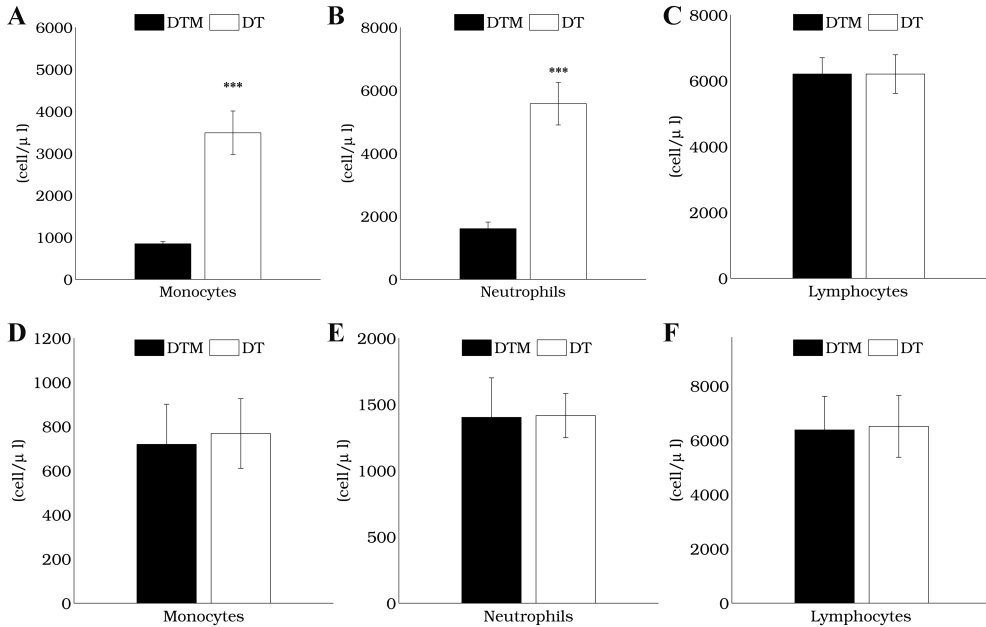 A
DTM DT
6000
5000
4000
3000
2000
1000
0
(cell/µ l)
***
Monocytes
B
DTM DT
8000
6000
4000
2000
0
(cell/µ l)
***
Neutrophils
C
DTM DT
8000
6000
4000
2000
0
(cell/µ l)
Lymphocytes
D
DTM DT
1200
1000
800
600
400
200
0
(cell/µ l)
Monocytes
E
DTM DT
2000
1500
1000
500
0
(cell/µ l)
Neutrophils
F
DTM DT
8000
6000
4000
2000
0
(cell/µ l)
Lymphocytes